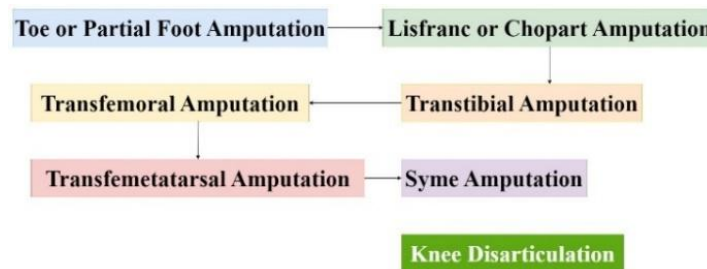 Toe or Partial Foot Amputation
Lisfranc or Chopart Amputation
Transfemoral Amputation
Transtibial Amputation
Transfemetatarsal Amputation
Syme Amputation
Knee Disarticulation